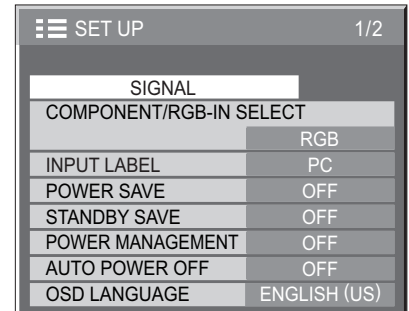 SET UP 1/2
SIGNAL
COMPONENT/RGB-IN SELECT
RGB
INPUT LABEL PC
POWER SAVE OFF
STANDBY SAVE OFF
POWER MANAGEMENT OFF
AUTO POWER OFF OFF
OSD LANGUAGE ENGLISH (US)